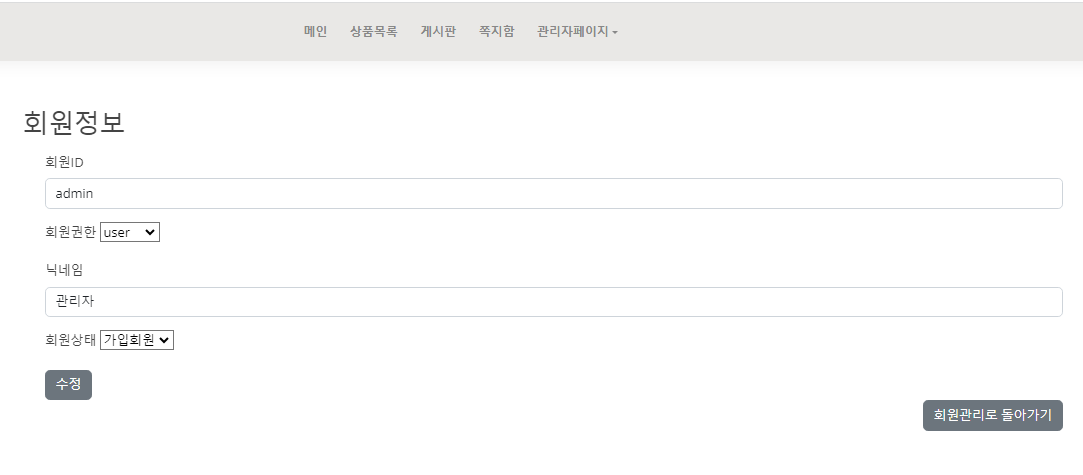 메인 상품목록 게시판 쪽지함 관리자페이지
회원정보
회원ID
admin
회원권한 user
닉네임
관리자
회원상태 가입회원
수정
회원관리로 돌아가기